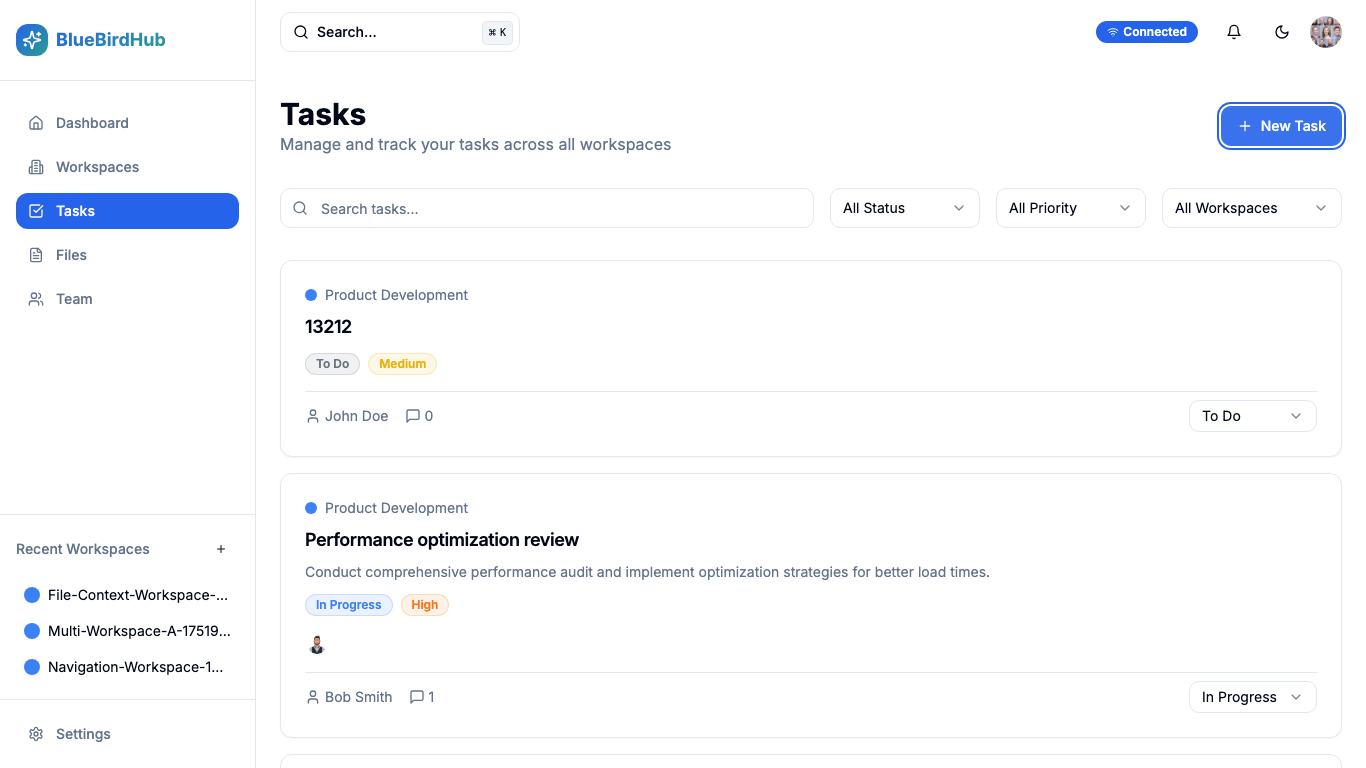 BlueBirdHub
Search...
⌘ K
Connected
Dashboard
Workspaces
Tasks
Files
Team
Recent Workspaces
File-Context-Workspace-...
Multi-Workspace-A-17519...
Navigation-Workspace-1...
Settings
Tasks
Manage and track your tasks across all workspaces
New Task
Search tasks...
All Status
All Priority
All Workspaces
Product Development
13212
To Do
Medium
John Doe
0
To Do
Product Development
Performance optimization review
Conduct comprehensive performance audit and implement optimization strategies for better load times.
In Progress
High
Bob Smith
1
In Progress